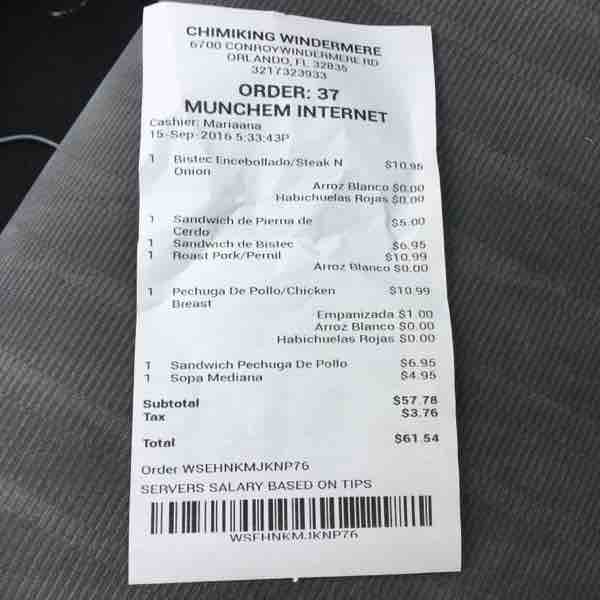 CHIMIKING WINDERMERE
6700 CONROYWINDERMERE RD
ORLANDO, FL 32835
3217323933
ORDER: 37
MUNCHEM INTERNET
Cashier: Mariaana
15-Sep-2016 5:33:43P
1 Bistec Encebollado/Steak N $10.95
Onion
Arroz Blanco $0.00
Habichuelas Rojas $0.00
1 Sandwich de Pierna de $5.00
Cerdo
1 Sandwich de Bistec $6.95
1 Roast Pork/Pernil $10.99
Arroz Blanco $0.00
1 Pechuga De Pollo/Chicken $10.99
Breast
Empanizada $1.00
Arroz Blanco $0.00
Habichuelas Rojas $0.00
1 Sandwich Pechuga De Pollo $6.95
1 Sopa Mediana $4.95
Subtotal $57.78
Tax $3.76
Total $61.54
Order WSEHNKMJKNP76
SERVERS SALARY BASED ON TIPS
WSEHNKMJKNP76